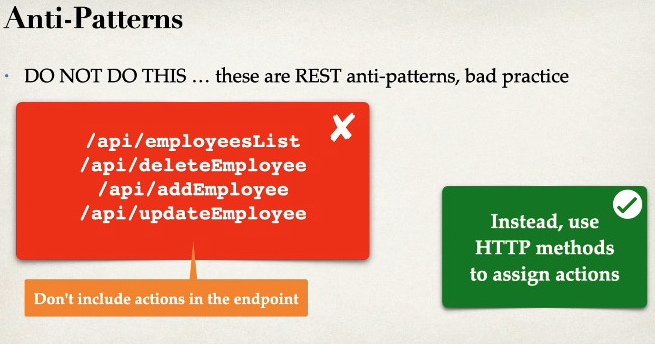 Anti-Patterns
• DO NOT DO THIS … these are REST anti-patterns, bad practice
/api/employeesList
/api/deleteEmployee
/api/addEmployee
/api/updateEmployee
Don't include actions in the endpoint
Instead, use
HTTP methods
to assign actions